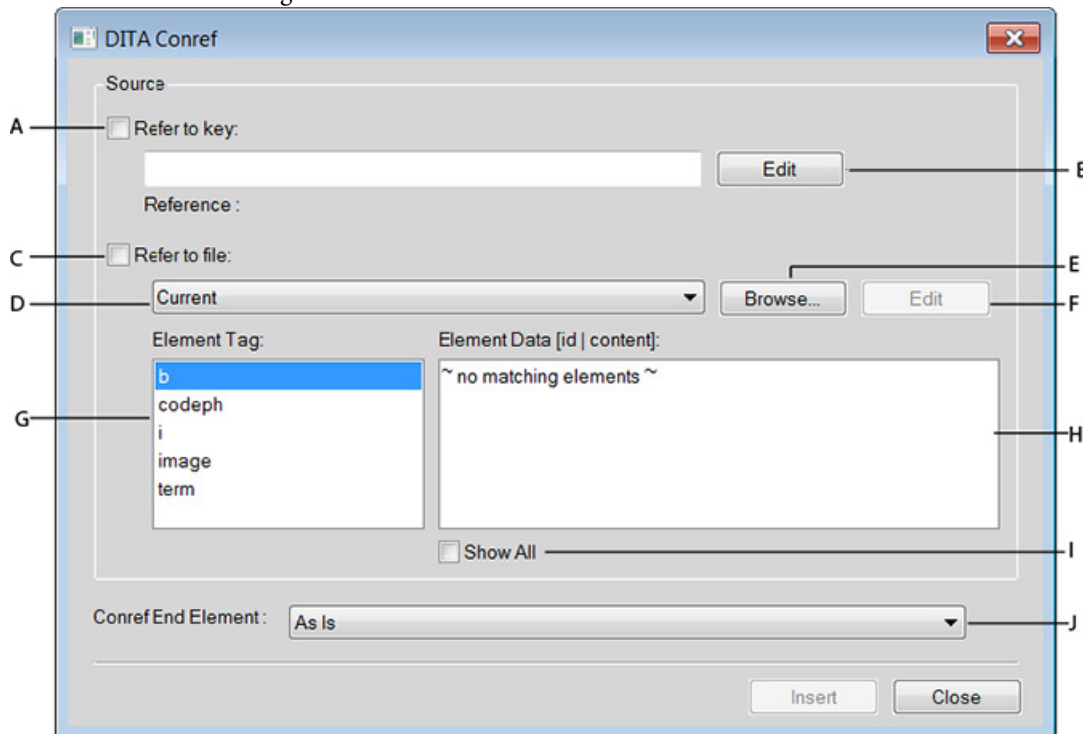 DITA Conref
Source
A
Refer to key:
Edit
Reference :
C
Refer to file:
E
D
Current
Browse...
Edit
F
Element Tag:
Element Data [id | content]:
b
~ no matching elements ~
codeph
G
i
H
image
term
Show All
I
Conref End Element :
As Is
J
Insert
Close